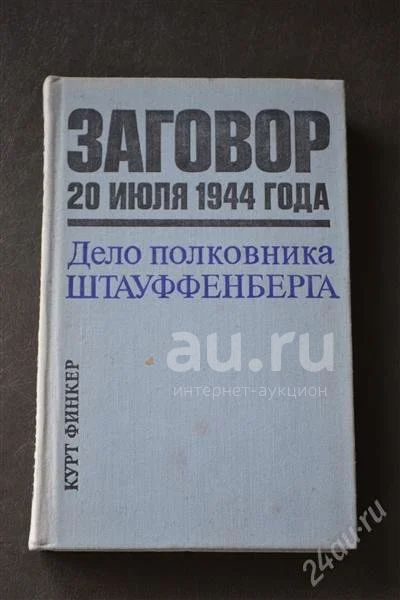 ЗАГОВОР
20 ИЮЛЯ 1944 ГОДА
Дело полковника
ШТАУФФЕНБЕРГА
КУРТ ФИНКЕР
au.ru
интернет-аукцион
24au.ru